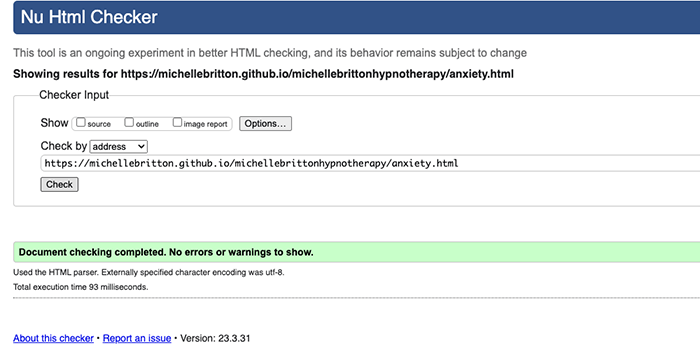 Nu Html Checker
This tool is an ongoing experiment in better HTML checking, and its behavior remains subject to change
Showing results for https://michellebritton.github.io/michellebrittonhypnotherapy/anxiety.html
Checker Input
Show source outline image report Options...
Check by address
https://michellebritton.github.io/michellebrittonhypnotherapy/anxiety.html
Check
Document checking completed. No errors or warnings to show.
Used the HTML parser. Externally specified character encoding was utf-8.
Total execution time 93 milliseconds.
About this checker • Report an issue • Version: 23.3.31